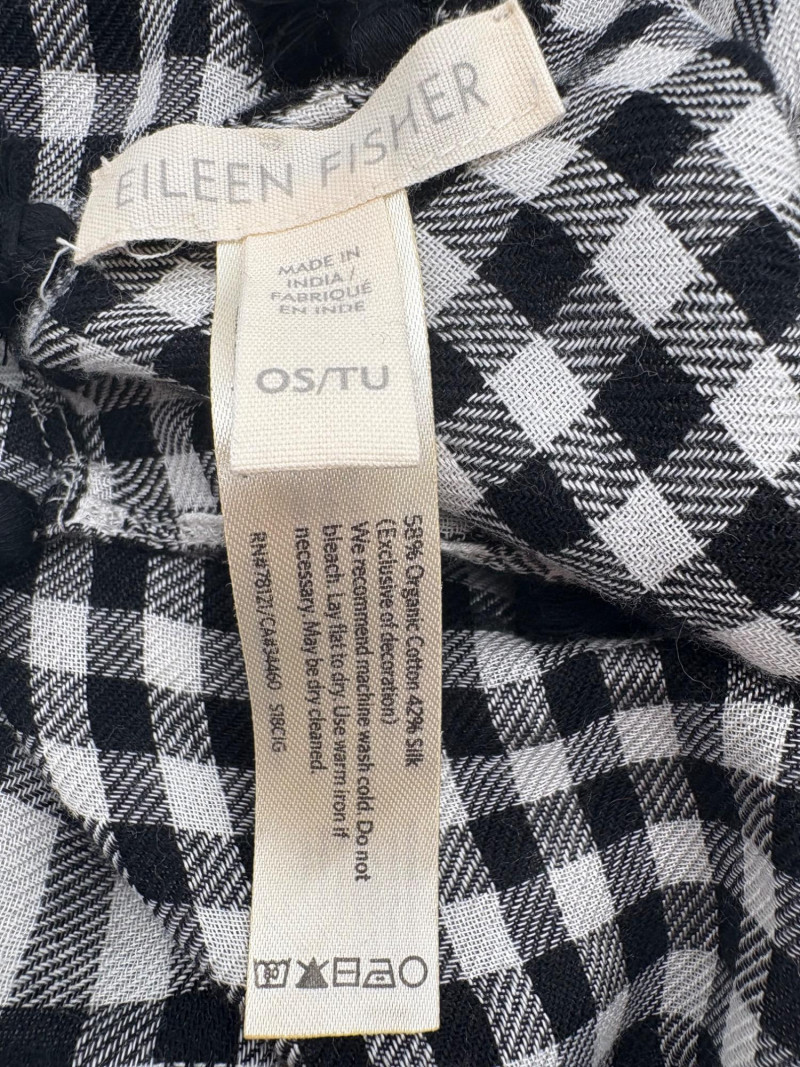 EILEEN FISHER
MADE IN
INDIA /
FABRIQUÉ
EN INDE
OS/TU
58% Organic Cotton 42% Silk
(Exclusive of decoration)
We recommend machine wash cold. Do not
bleach. Lay flat to dry. Use warm iron if
necessary. May be dry cleaned.
RN#78171/CA#34460 S18CIG